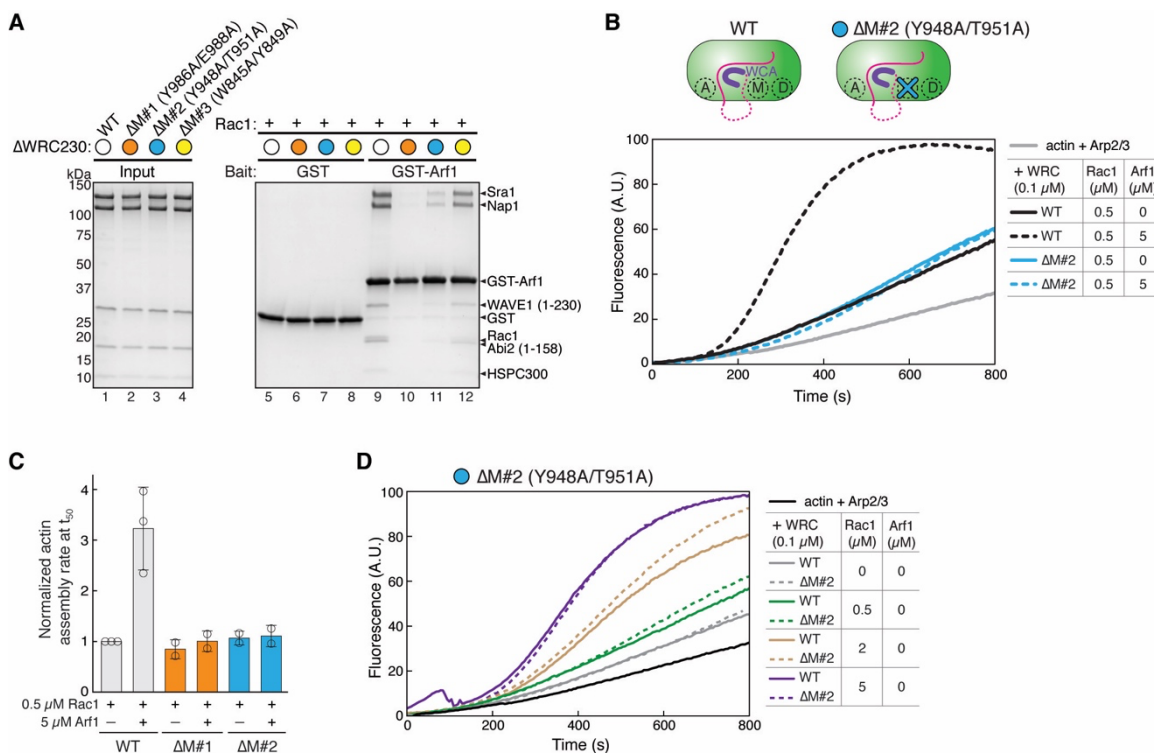 A
WT
ΔM#1 (Y986A/E988A)
ΔM#2 (Y948A/T951A)
ΔM#3 (W845A/Y849A)
Rac1: + + + + + + + +
ΔWRC230:
Input
Bait: GST GST-Arf1
kDa
150
100
75
50
37
25
20
15
10
Sra1
Nap1
GST-Arf1
WAVE1 (1-230)
GST
Rac1
Abi2 (1-158)
HSPC300
1 2 3 4 5 6 7 8 9 10 11 12
B
WT
ΔM#2 (Y948A/T951A)
A WCA M D
A D
Fluorescence (A.U.)
100
80
60
40
20
0
0 200 400 600 800
Time (s)
actin + Arp2/3
+ WRC (0.1 µM) Rac1 (µM) Arf1 (µM)
WT 0.5 0
WT 0.5 5
ΔM#2 0.5 0
ΔM#2 0.5 5
C
Normalized actin
assembly rate at t50
4
3
2
1
0
0.5 µM Rac1 + + + + + +
5 µM Arf1 – + – + – +
WT ΔM#1 ΔM#2
D
ΔM#2 (Y948A/T951A)
Fluorescence (A.U.)
100
80
60
40
20
0
0 200 400 600 800
Time (s)
actin + Arp2/3
+ WRC (0.1 µM) Rac1 (µM) Arf1 (µM)
WT
ΔM#2 0 0
WT
ΔM#2 0.5 0
WT
ΔM#2 2 0
WT
ΔM#2 5 0